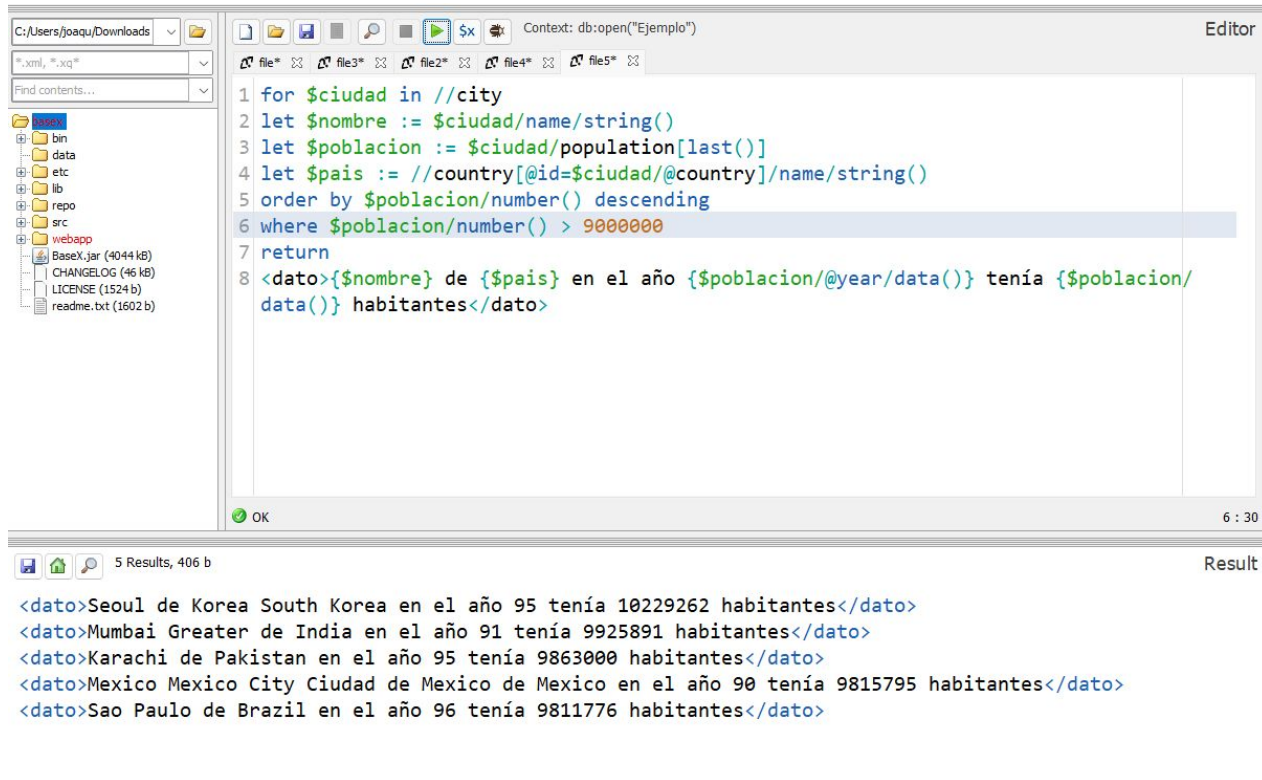 C:/Users/joaqu/Downloads
Context: db:open("Ejemplo")
Editor
*.xml, *.xq*
Find contents...
basex
bin
data
etc
lib
repo
src
webapp
BaseX.jar (4044 kB)
CHANGELOG (46 kB)
LICENSE (1524 b)
readme.txt (1602 b)
$x
file*
file3*
file2*
file4*
file5*
1 for $ciudad in //city
2 let $nombre := $ciudad/name/string()
3 let $poblacion := $ciudad/population[last()]
4 let $pais := //country[@id=$ciudad/@country]/name/string()
5 order by $poblacion/number() descending
6 where $poblacion/number() > 9000000
7 return
8 <dato>{$nombre} de {$pais} en el año {$poblacion/@year/data()} tenía {$poblacion/
data()} habitantes</dato>
OK
6 : 30
5 Results, 406 b
Result
<dato>Seoul de Korea South Korea en el año 95 tenía 10229262 habitantes</dato>
<dato>Mumbai Greater de India en el año 91 tenía 9925891 habitantes</dato>
<dato>Karachi de Pakistan en el año 95 tenía 9863000 habitantes</dato>
<dato>Mexico Mexico City Ciudad de Mexico de Mexico en el año 90 tenía 9815795 habitantes</dato>
<dato>Sao Paulo de Brazil en el año 96 tenía 9811776 habitantes</dato>